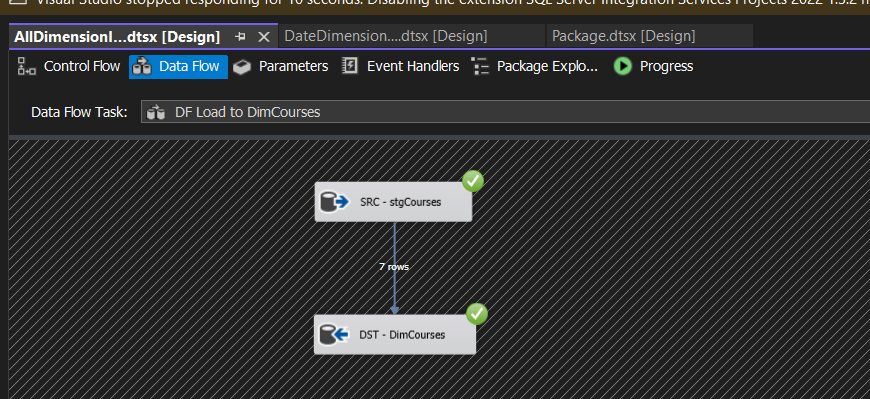 Visual Studio stopped responding for 10 seconds. Disabling the extension SQL Server Integration Services Projects 2022 1.5.2 m
AllDimensionI...dtsx [Design]
DateDimension....dtsx [Design]
Package.dtsx [Design]
Control Flow
Data Flow
Parameters
Event Handlers
Package Explo...
Progress
Data Flow Task:
DF Load to DimCourses
SRC - stgCourses
7 rows
DST - DimCourses